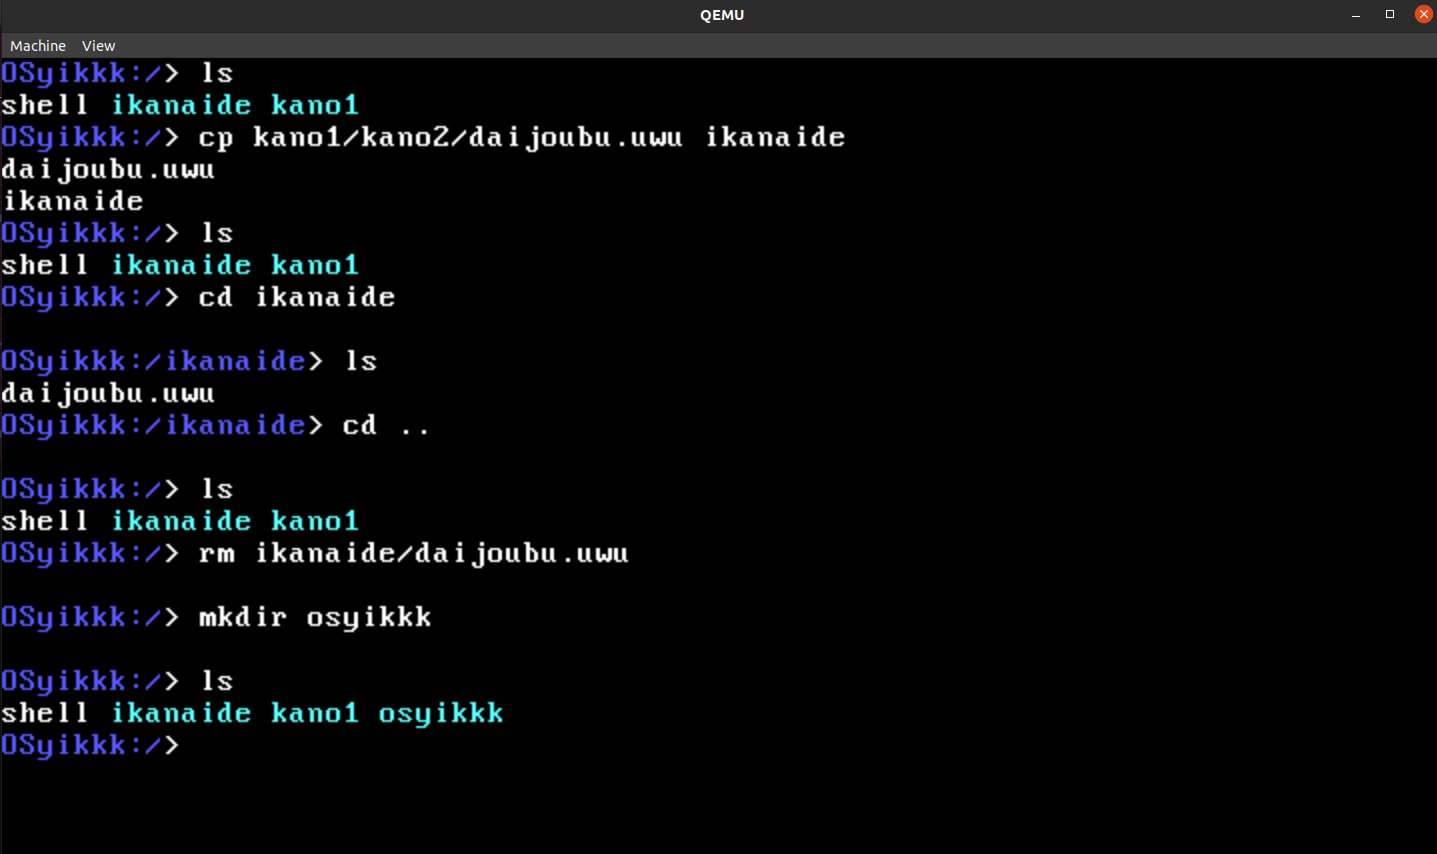 QEMU
Machine View
OSyikkk:/> ls
shell ikanaide kano1
OSyikkk:/> cp kano1/kano2/daijoubu.uwu ikanaide
daijoubu.uwu
ikanaide
OSyikkk:/> ls
shell ikanaide kano1
OSyikkk:/> cd ikanaide
OSyikkk:/ikanaide> ls
daijoubu.uwu
OSyikkk:/ikanaide> cd ..
OSyikkk:/> ls
shell ikanaide kano1
OSyikkk:/> rm ikanaide/daijoubu.uwu
OSyikkk:/> mkdir osyikkk
OSyikkk:/> ls
shell ikanaide kano1 osyikkk
OSyikkk:/>